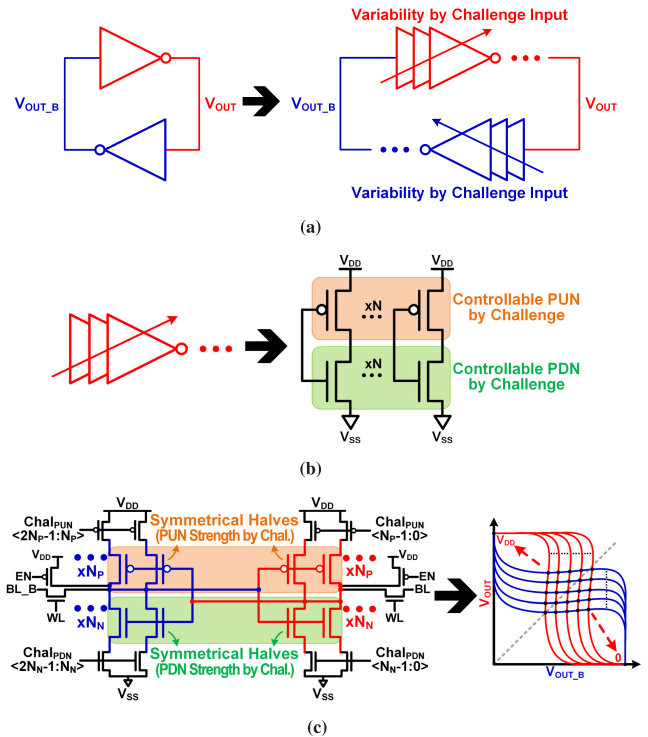 Variability by Challenge Input
V_OUT_B
V_OUT
V_OUT_B
V_OUT
Variability by Challenge Input
(a)
V_DD
V_DD
xN
Controllable PUN
by Challenge
xN
Controllable PDN
by Challenge
V_SS
V_SS
(b)
Chal_PUN
<2N_P-1:N_P>
V_DD
Symmetrical Halves
(PUN Strength by Chal.)
V_DD
Chal_PUN
<N_P-1:0>
V_DD
xN_P
xN_P
V_DD
EN
EN
BL_B
BL
WL
xN_N
xN_N
WL
Chal_PDN
<2N_N-1:N_N>
Symmetrical Halves
(PDN Strength by Chal.)
Chal_PDN
<N_N-1:0>
V_SS
V_SS
V_DD
V_OUT
0
V_OUT_B
(c)